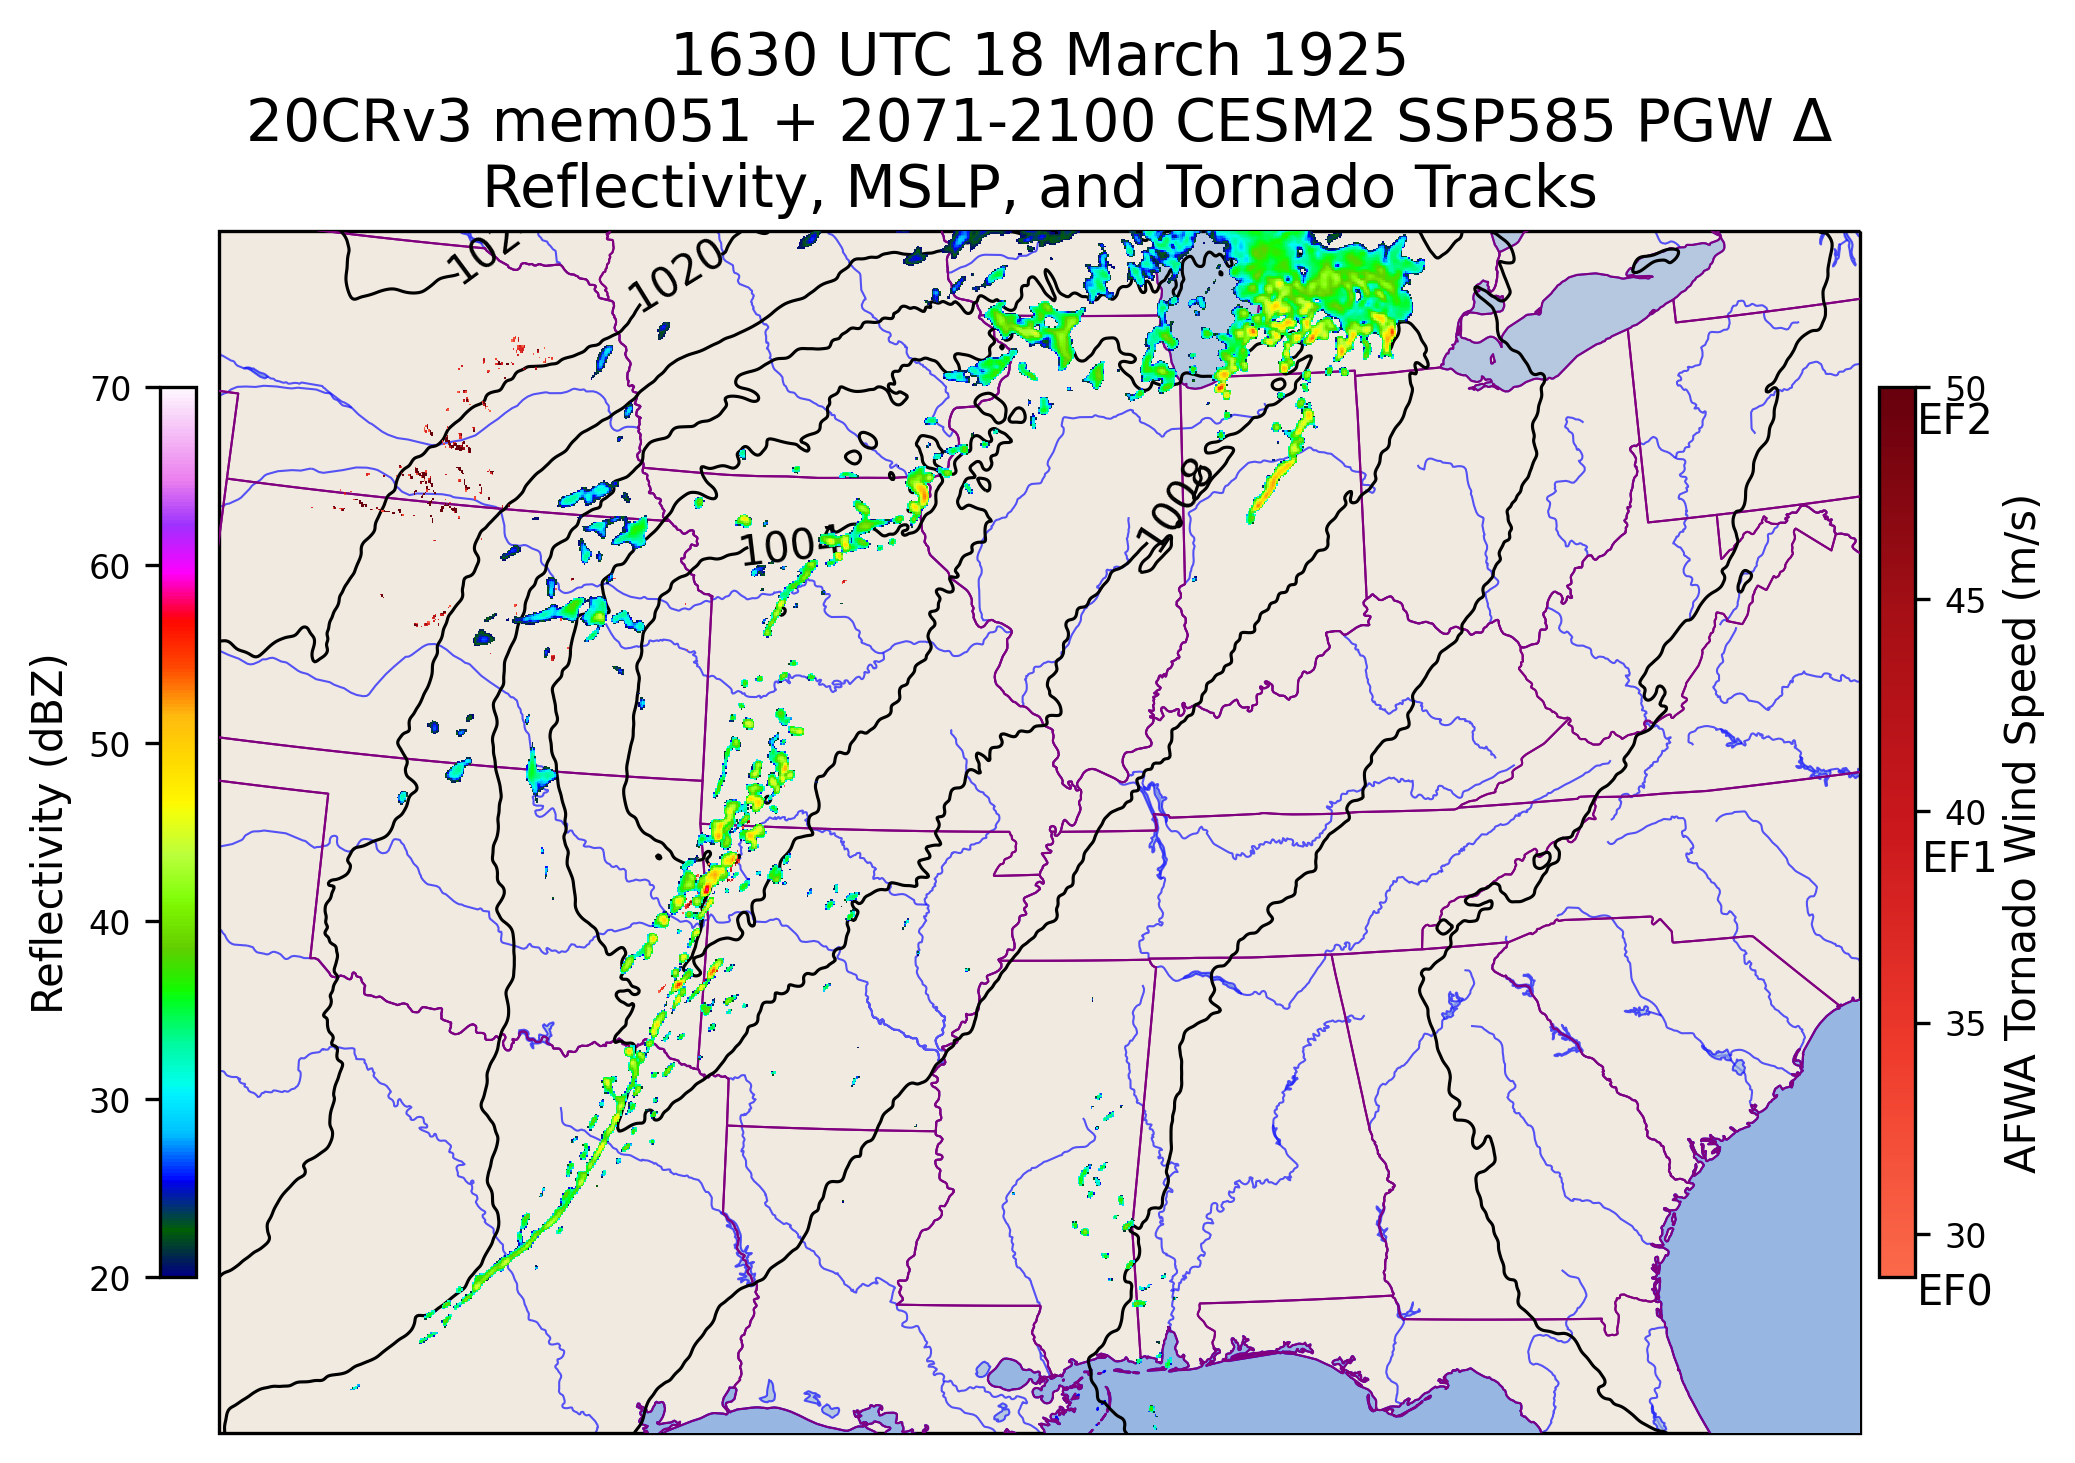 1630 UTC 18 March 1925
20CRv3 mem051 + 2071-2100 CESM2 SSP585 PGW Δ
Reflectivity, MSLP, and Tornado Tracks
102
1020
1004
1008
Reflectivity (dBZ)
70
60
50
40
30
20
50
EF2
45
40
EF1
35
30
EF0
AFWA Tornado Wind Speed (m/s)